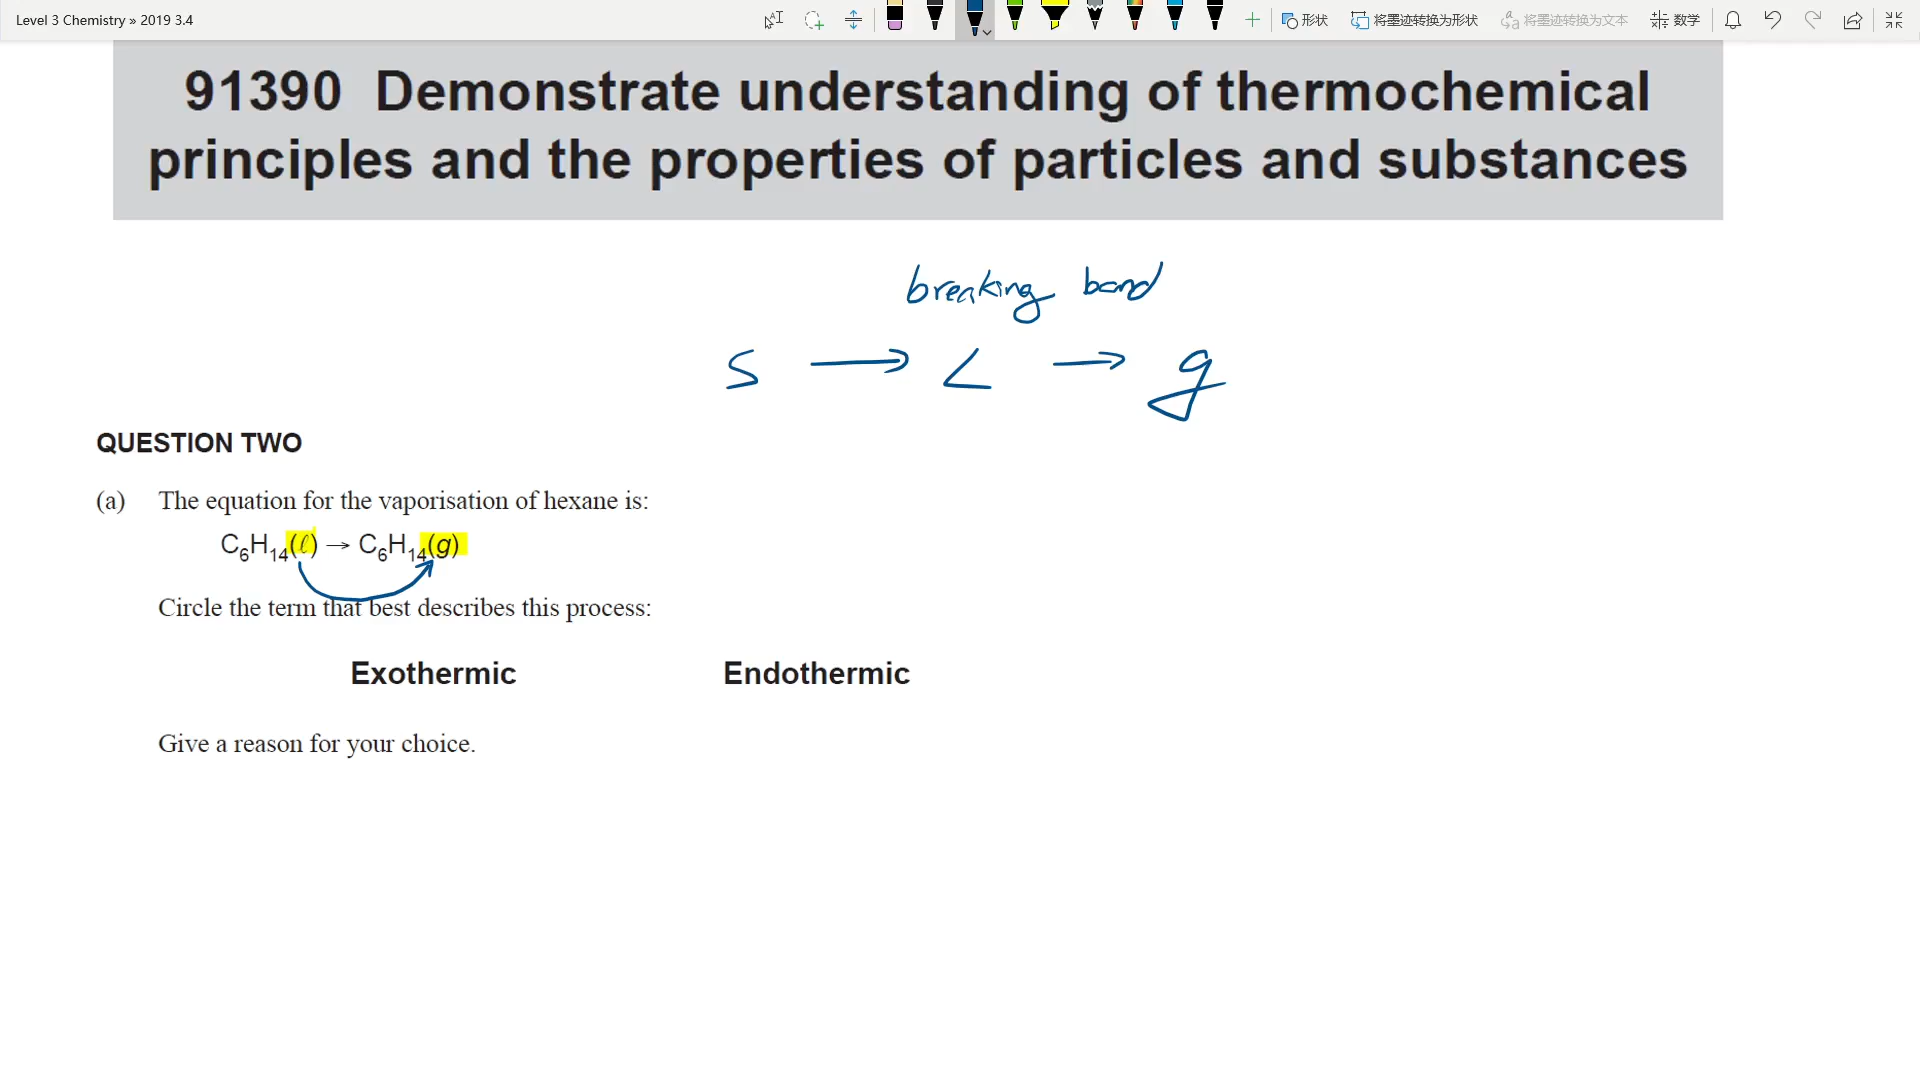 Level 3 Chemistry » 2019 3.4
形状 将墨迹转换为形状 将墨迹转换为文本 数学
91390 Demonstrate understanding of thermochemical
principles and the properties of particles and substances
breaking bond
S → L → g
QUESTION TWO
(a) The equation for the vaporisation of hexane is:
C₆H₁₄(ℓ) → C₆H₁₄(g)
Circle the term that best describes this process:
Exothermic Endothermic
Give a reason for your choice.